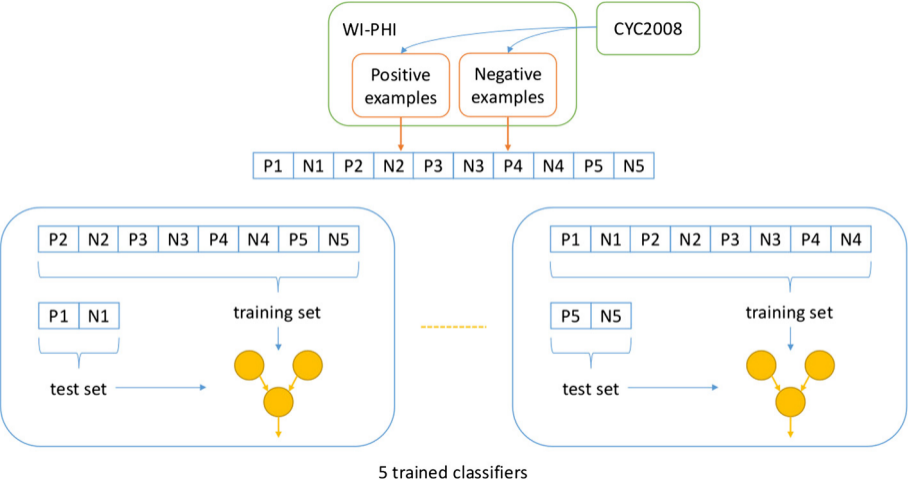 WI-PHI
CYC2008
Positive
examples
Negative
examples
P1 N1 P2 N2 P3 N3 P4 N4 P5 N5
P2 N2 P3 N3 P4 N4 P5 N5
training set
P1 N1
test set
P1 N1 P2 N2 P3 N3 P4 N4
training set
P5 N5
test set
5 trained classifiers